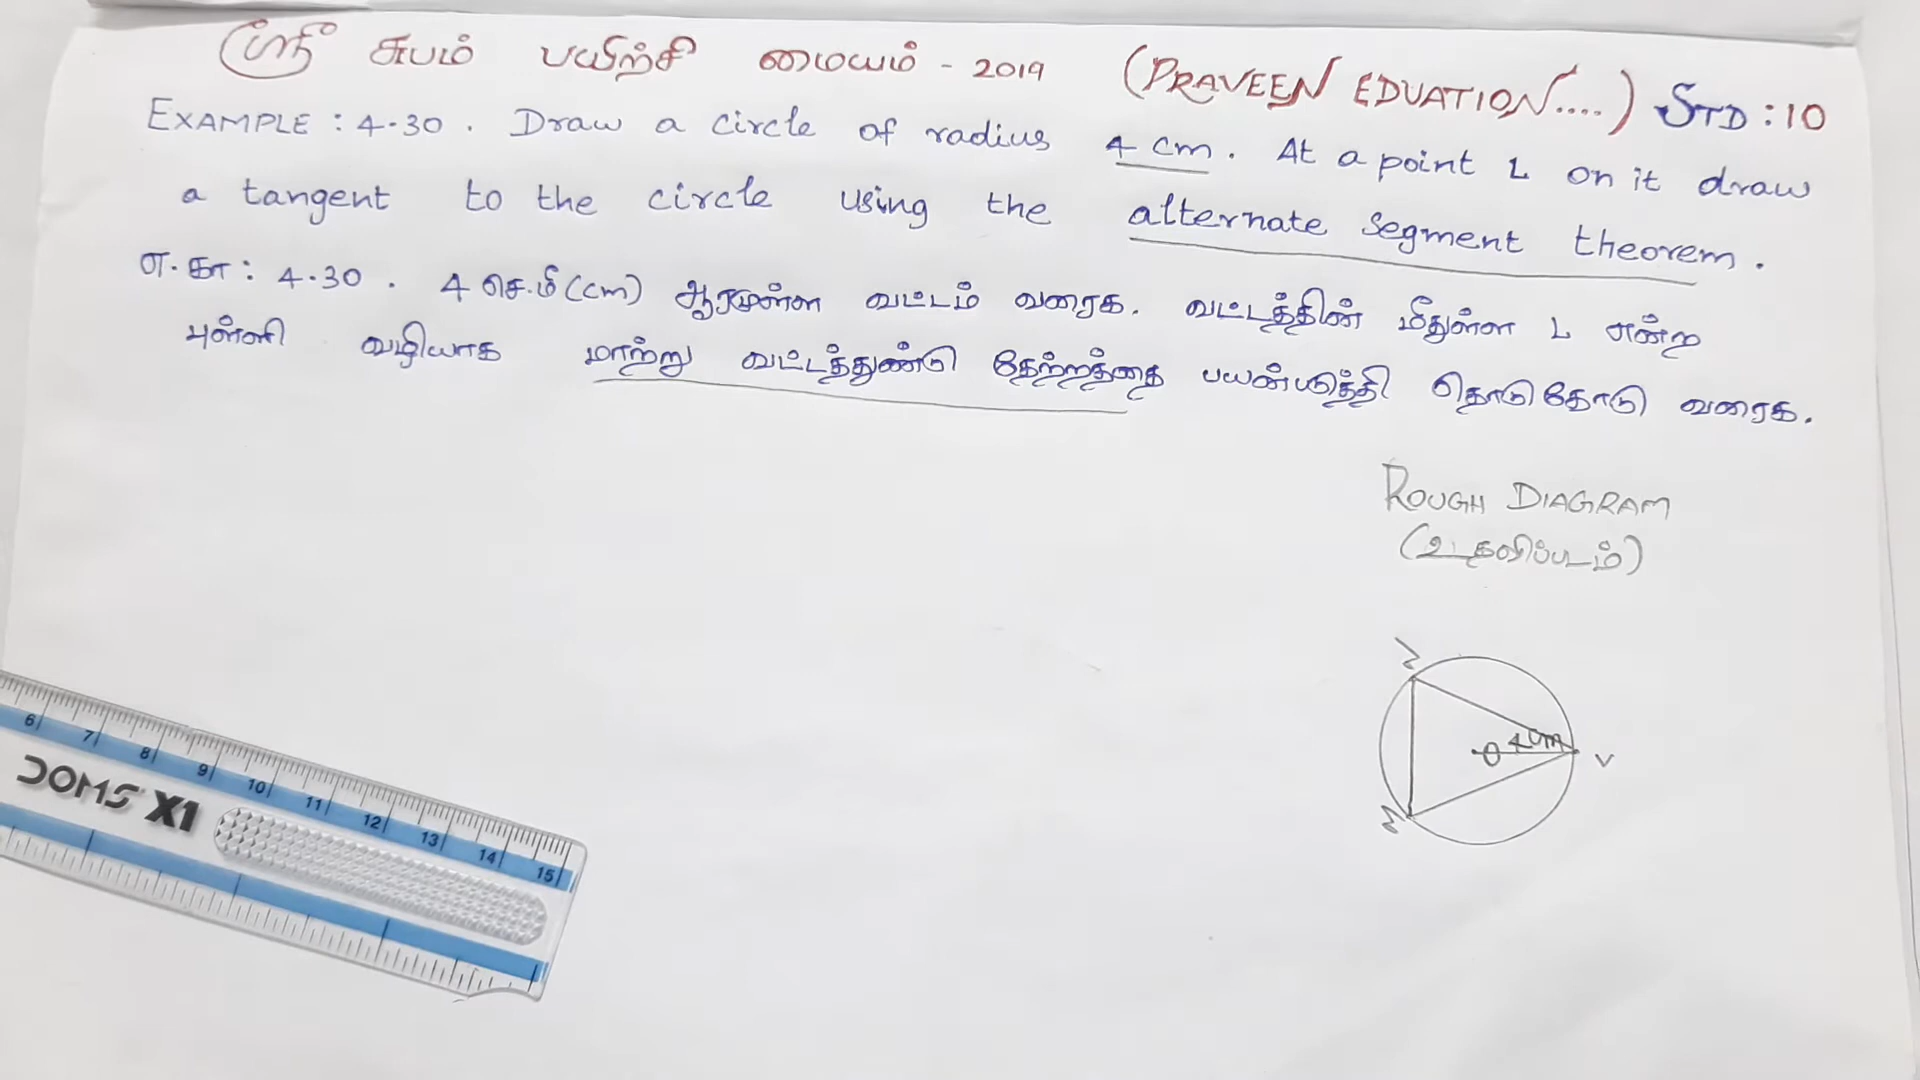 ஸ்ரீ சுபம் பயிற்சி மையம் - 2019 (PRAVEEN EDUATION....) STD : 10
EXAMPLE : 4.30 . Draw a circle of radius 4 cm . At a point L on it draw
a tangent to the circle using the alternate segment theorem .
எ.கா : 4.30 . 4 செ.மீ (cm) ஆரமுள்ள வட்டம் வரைக . வட்டத்தின் மீதுள்ள L என்ற
புள்ளி வழியாக மாற்று வட்டத்துண்டு தேற்றத்தை பயன்படுத்தி தொடுகோடு வரைக .
ROUGH DIAGRAM
(உதவிப்படம்)
O 4cm
6 7 8 9 10 11 12 13 14 15
DOMS X1